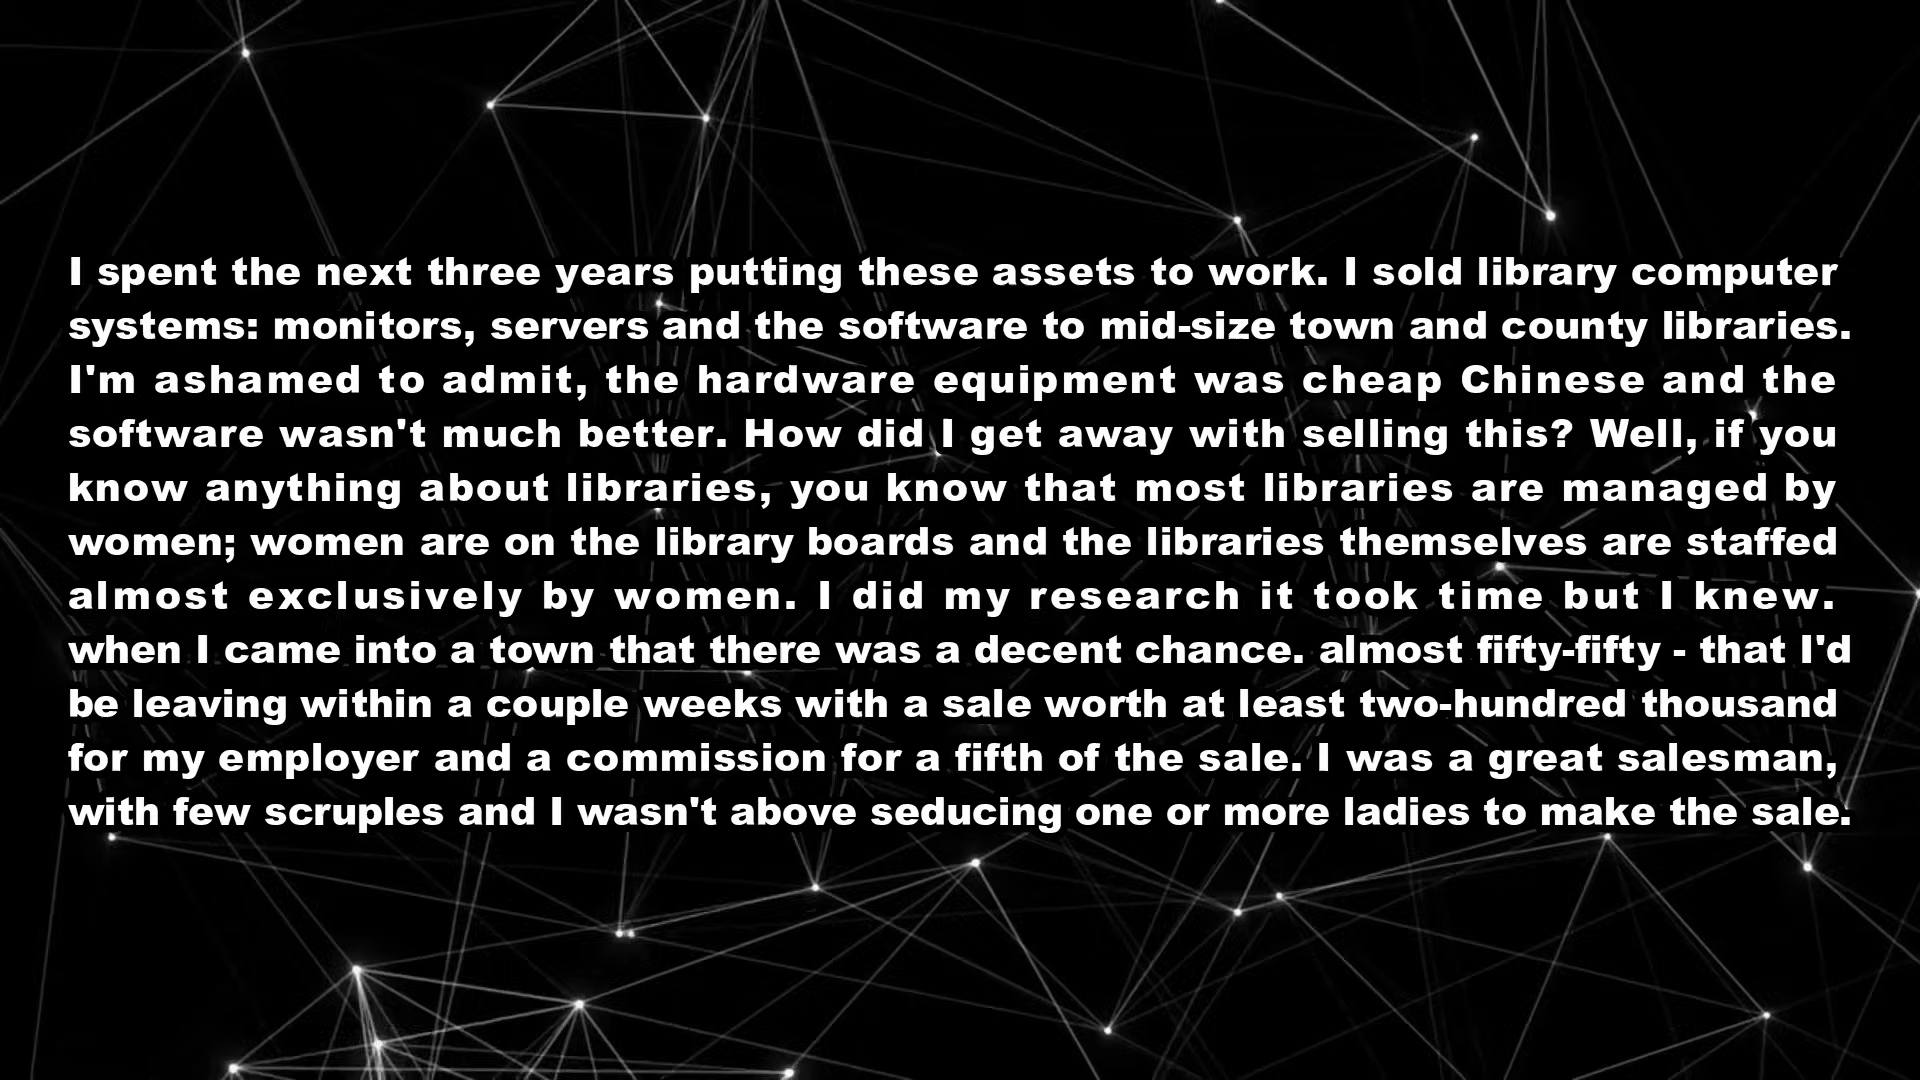 I spent the next three years putting these assets to work. I sold library computer
systems: monitors, servers and the software to mid-size town and county libraries.
I'm ashamed to admit, the hardware equipment was cheap Chinese and the
software wasn't much better. How did I get away with selling this? Well, if you
know anything about libraries, you know that most libraries are managed by
women; women are on the library boards and the libraries themselves are staffed
almost exclusively by women. I did my research it took time but I knew.
when I came into a town that there was a decent chance. almost fifty-fifty - that I'd
be leaving within a couple weeks with a sale worth at least two-hundred thousand
for my employer and a commission for a fifth of the sale. I was a great salesman,
with few scruples and I wasn't above seducing one or more ladies to make the sale.